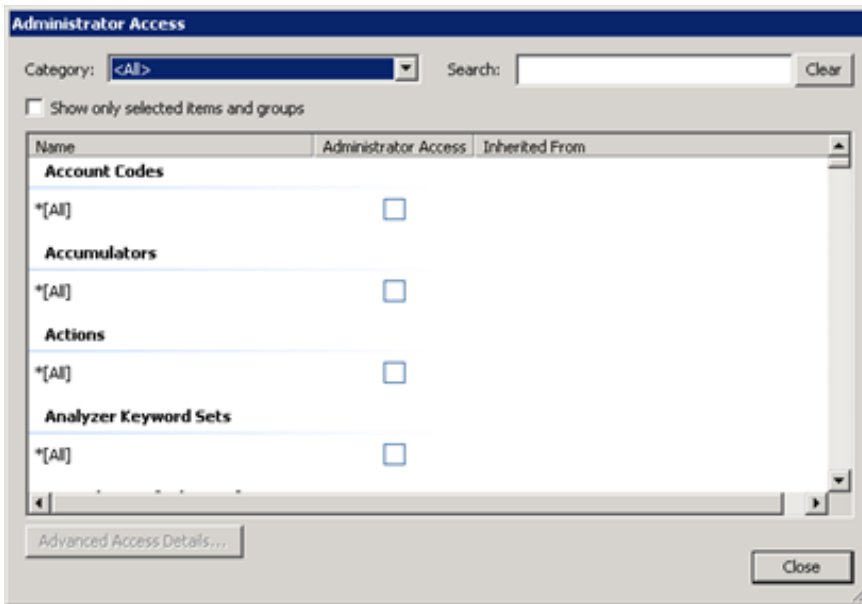 Administrator Access
Category: <All> Search: Clear
Show only selected items and groups
Name Administrator Access Inherited From
Account Codes
*[All]
Accumulators
*[All]
Actions
*[All]
Analyzer Keyword Sets
*[All]
Advanced Access Details...
Close